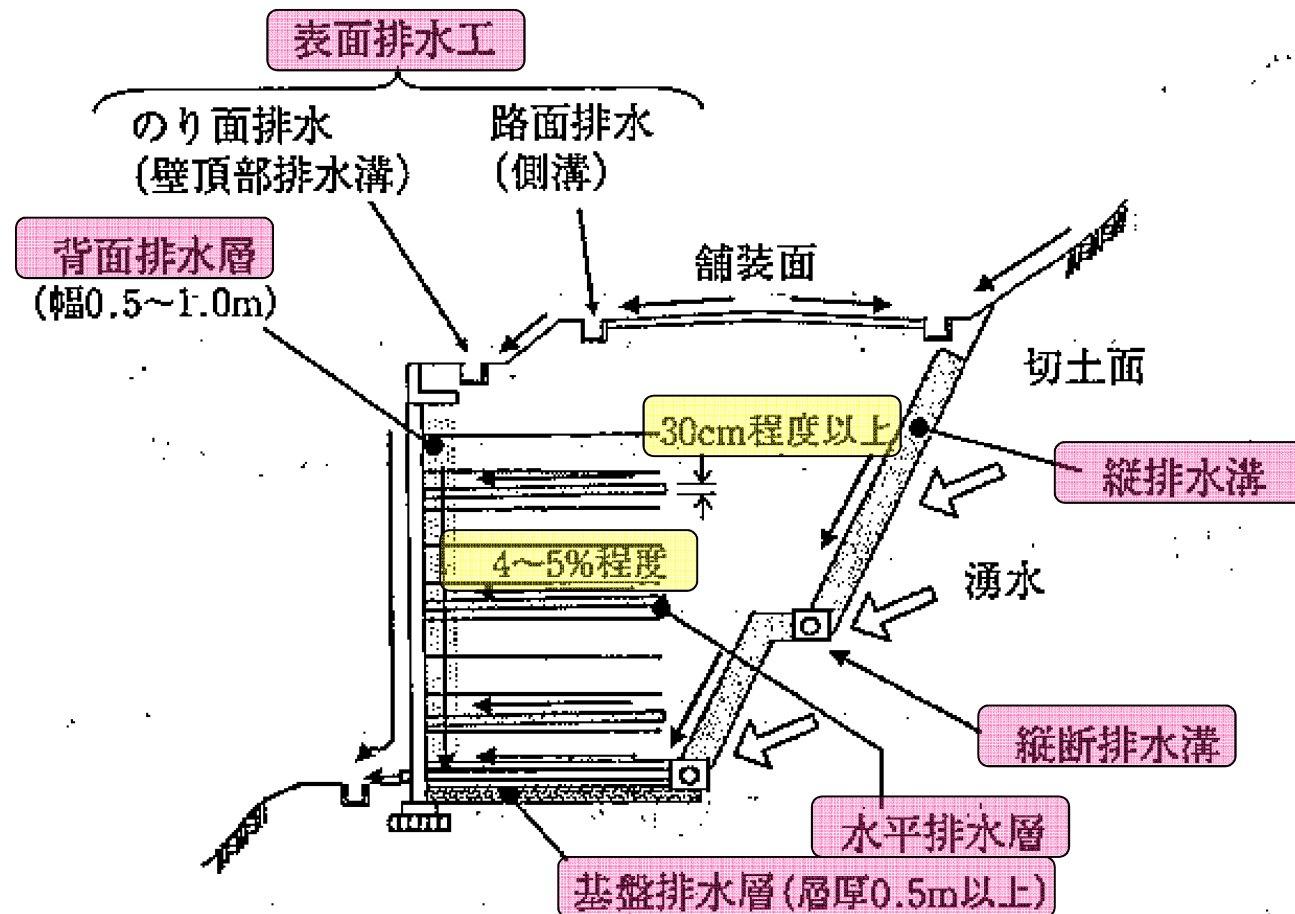 表面排水工
のり面排水
(壁頂部排水溝)
路面排水
(側溝)
背面排水層
(幅0.5〜1.0m)
舗装面
切土面
30cm程度以上
縦排水溝
4〜5%程度
湧水
縦断排水溝
水平排水層
基盤排水層(層厚0.5m以上)